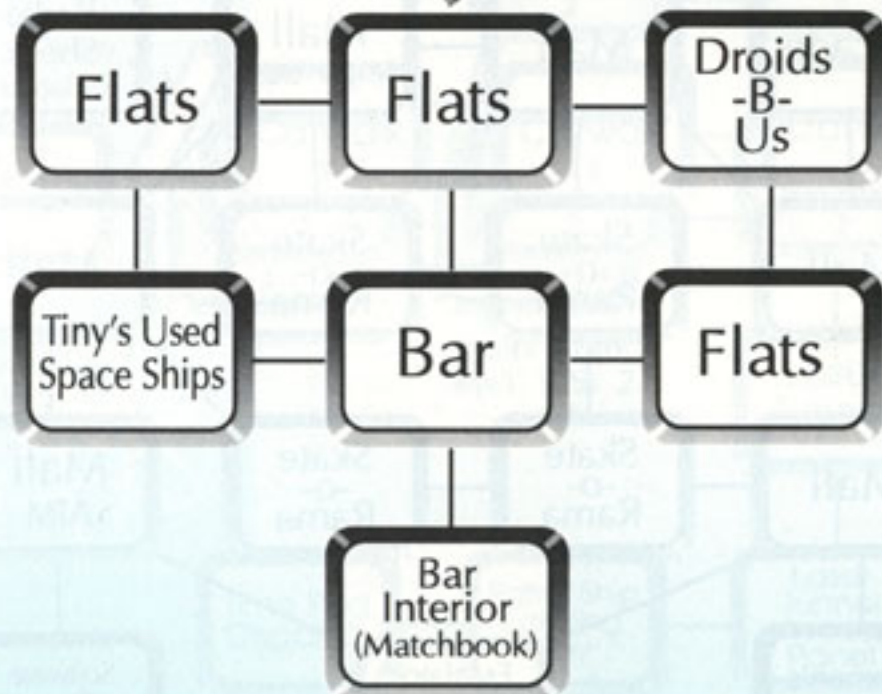 Flats
Flats
Droids
-B-
Us
Tiny's Used
Space Ships
Bar
Flats
Bar
Interior
(Matchbook)